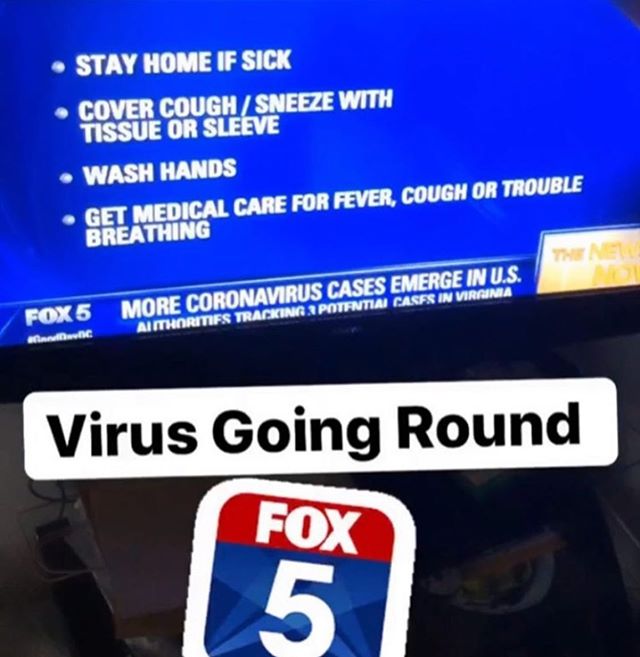 • STAY HOME IF SICK
• COVER COUGH / SNEEZE WITH
TISSUE OR SLEEVE
• WASH HANDS
• GET MEDICAL CARE FOR FEVER, COUGH OR TROUBLE
BREATHING
THE NEW
FOX 5 MORE CORONAVIRUS CASES EMERGE IN U.S.
#GoodDayDC AUTHORITIES TRACKING 3 POTENTIAL CASES IN VIRGINIA
Virus Going Round
FOX
5